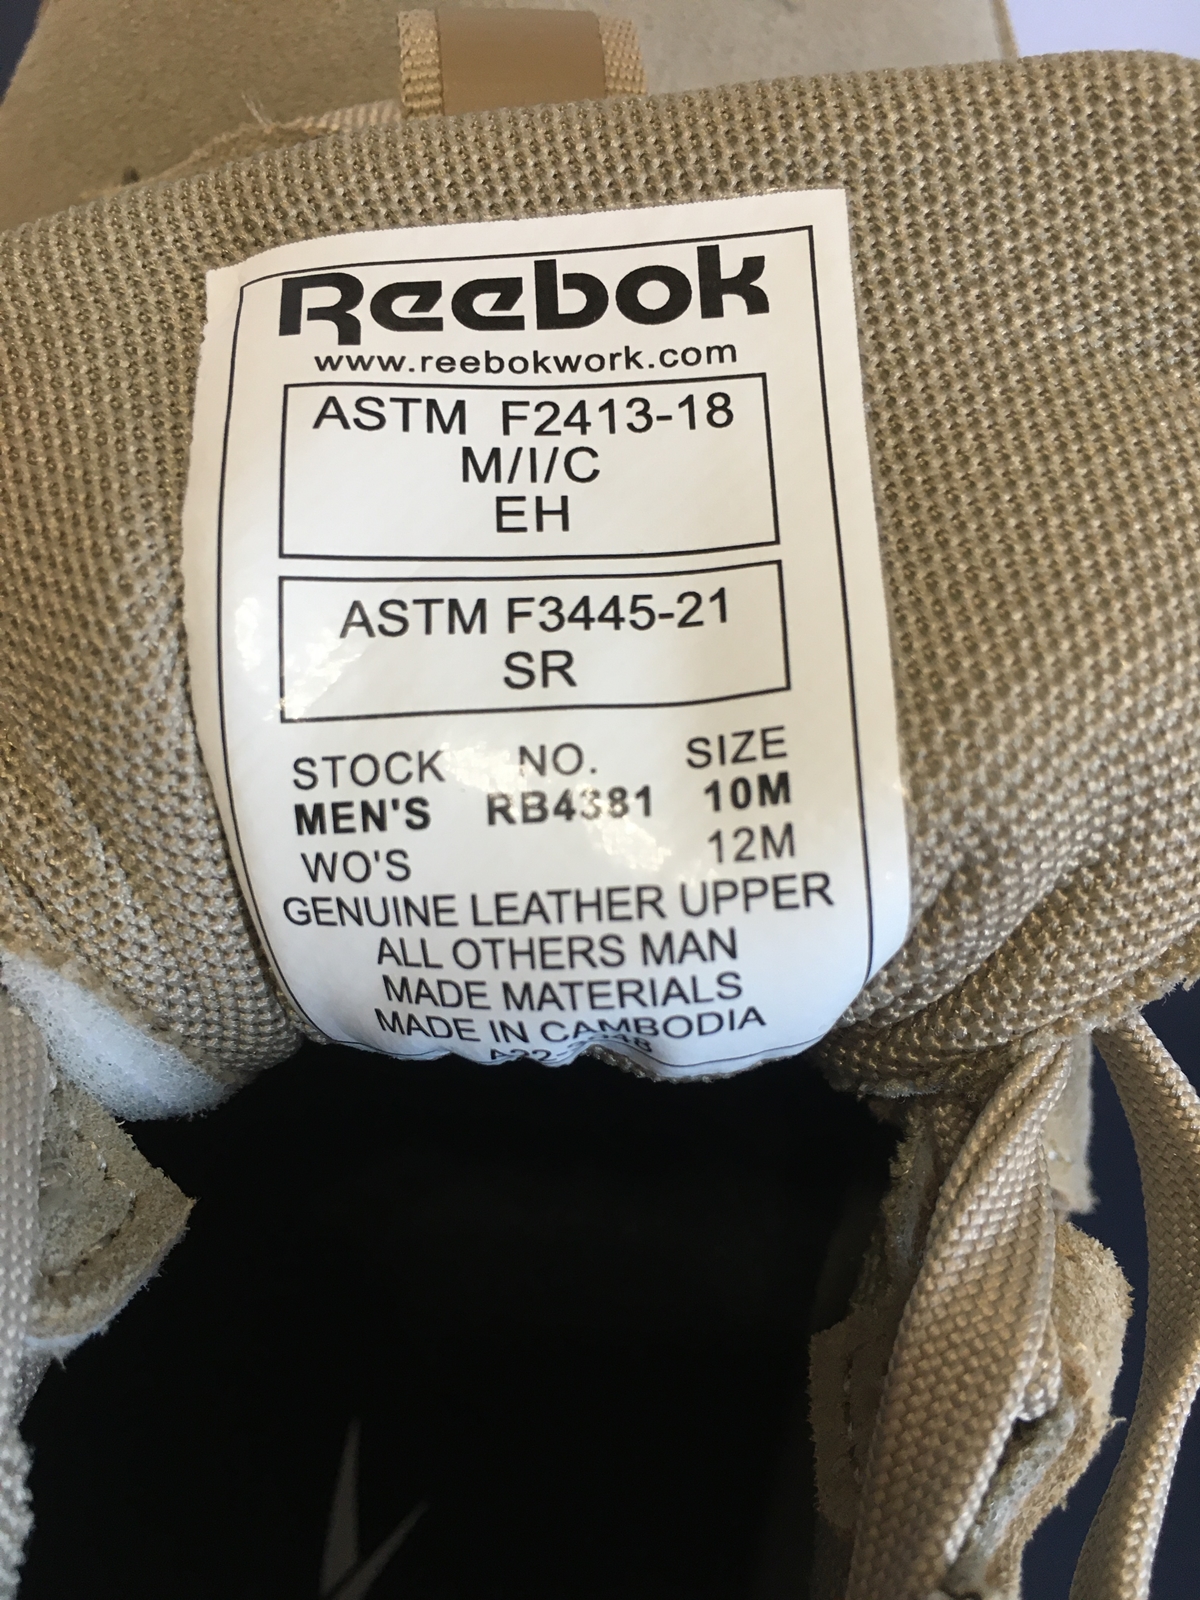 Reebok
www.reebokwork.com
ASTM F2413-18
M/I/C
EH
ASTM F3445-21
SR
STOCK NO. SIZE
MEN'S RB4381 10M
WO'S 12M
GENUINE LEATHER UPPER
ALL OTHERS MAN
MADE MATERIALS
MADE IN CAMBODIA